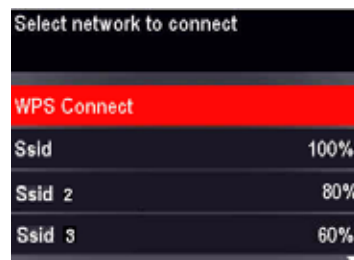 Select network to connect
WPS Connect
Ssid 100%
Ssid 2 80%
Ssid 3 60%